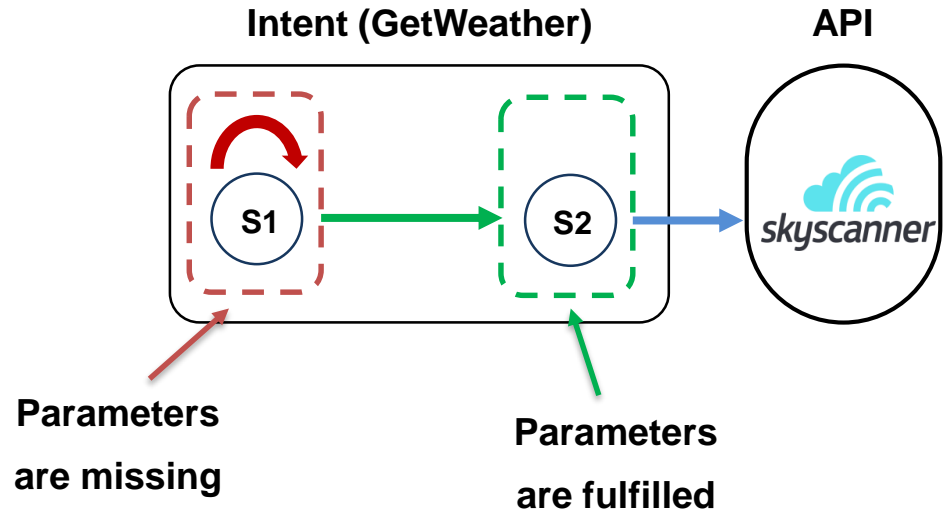 Intent (GetWeather)
API
S1
S2
skyscanner
Parameters
are missing
Parameters
are fulfilled